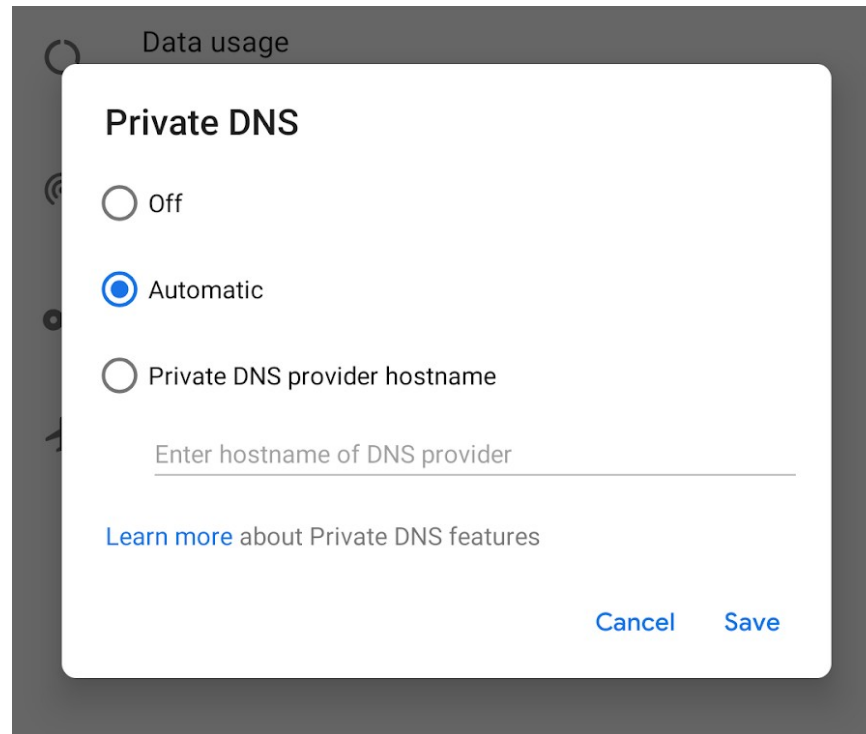 Data usage
Private DNS
Off
Automatic
Private DNS provider hostname
Enter hostname of DNS provider
Learn more about Private DNS features
Cancel Save